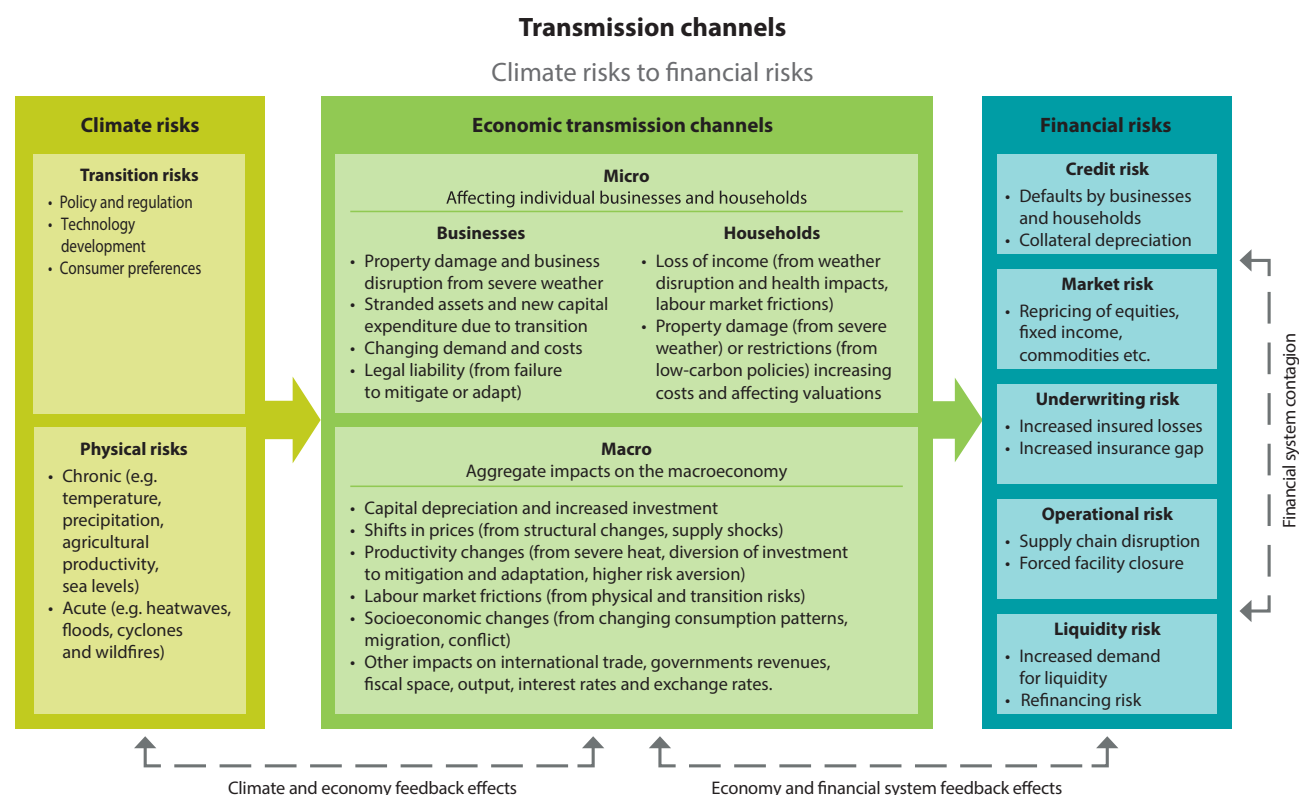 Transmission channels
Climate risks to financial risks
Climate risks
Transition risks
• Policy and regulation
• Technology
development
• Consumer preferences
Physical risks
• Chronic (e.g.
temperature,
precipitation,
agricultural
productivity,
sea levels)
• Acute (e.g. heatwaves,
floods, cyclones
and wildfires)
Economic transmission channels
Micro
Affecting individual businesses and households
Businesses
• Property damage and business
disruption from severe weather
• Stranded assets and new capital
expenditure due to transition
• Changing demand and costs
• Legal liability (from failure
to mitigate or adapt)
Households
• Loss of income (from weather
disruption and health impacts,
labour market frictions)
• Property damage (from severe
weather) or restrictions (from
low-carbon policies) increasing
costs and affecting valuations
Macro
Aggregate impacts on the macroeconomy
• Capital depreciation and increased investment
• Shifts in prices (from structural changes, supply shocks)
• Productivity changes (from severe heat, diversion of investment
to mitigation and adaptation, higher risk aversion)
• Labour market frictions (from physical and transition risks)
• Socioeconomic changes (from changing consumption patterns,
migration, conflict)
• Other impacts on international trade, governments revenues,
fiscal space, output, interest rates and exchange rates.
Financial risks
Credit risk
• Defaults by businesses
and households
• Collateral depreciation
Market risk
• Repricing of equities,
fixed income,
commodities etc.
Underwriting risk
• Increased insured losses
• Increased insurance gap
Operational risk
• Supply chain disruption
• Forced facility closure
Liquidity risk
• Increased demand
for liquidity
• Refinancing risk
Financial system contagion
Climate and economy feedback effects
Economy and financial system feedback effects